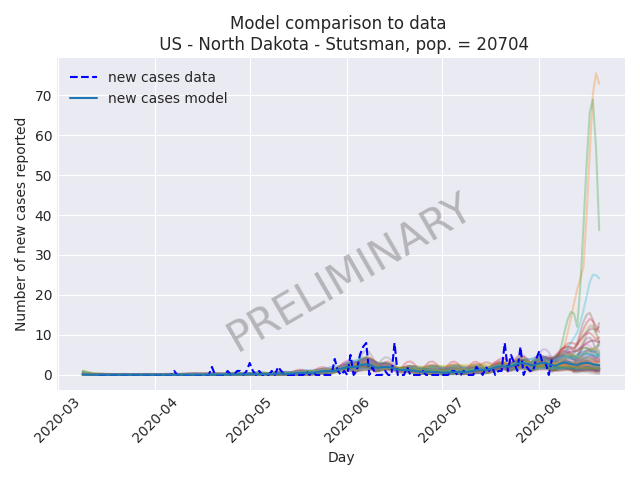 Model comparison to data
US - North Dakota - Stutsman, pop. = 20704
new cases data
new cases model
Number of new cases reported
70
60
50
40
30
20
10
0
PRELIMINARY
2020-03
2020-04
2020-05
2020-06
2020-07
2020-08
Day